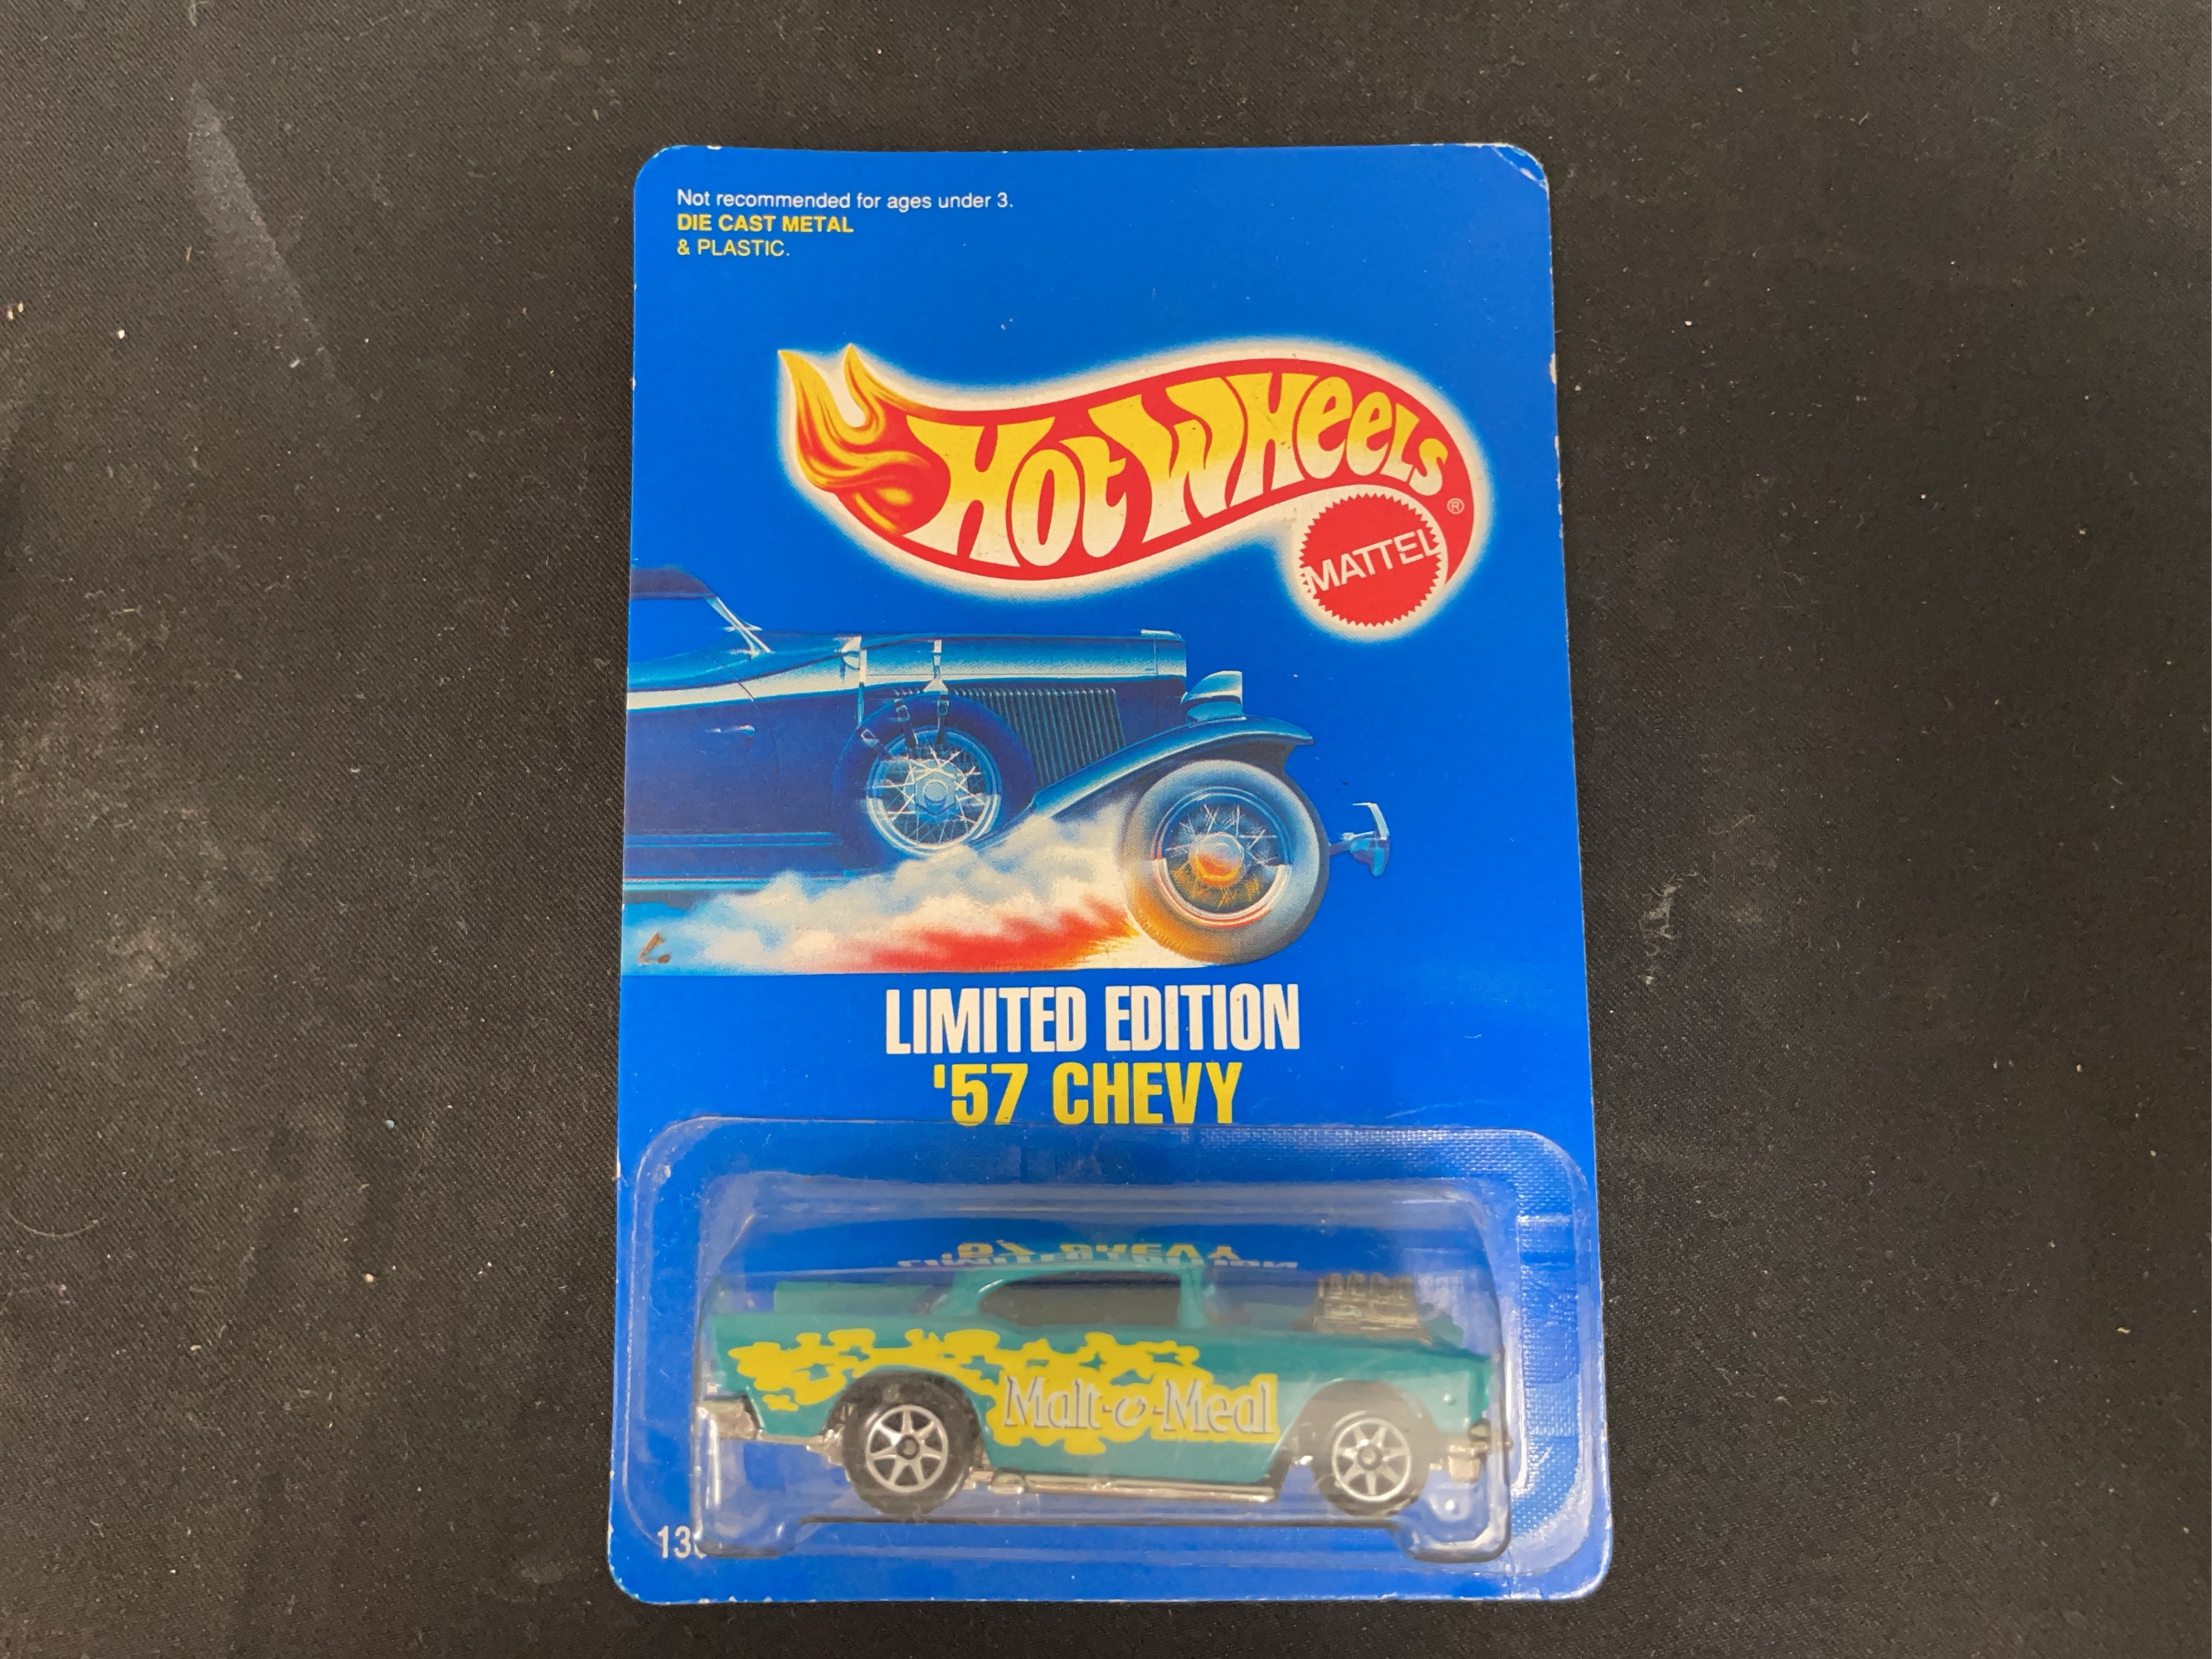 Not recommended for ages under 3.
DIE CAST METAL
& PLASTIC.
HOT WHEELS ®
MATTEL
LIMITED EDITION
'57 CHEVY
Malt-o-Meal